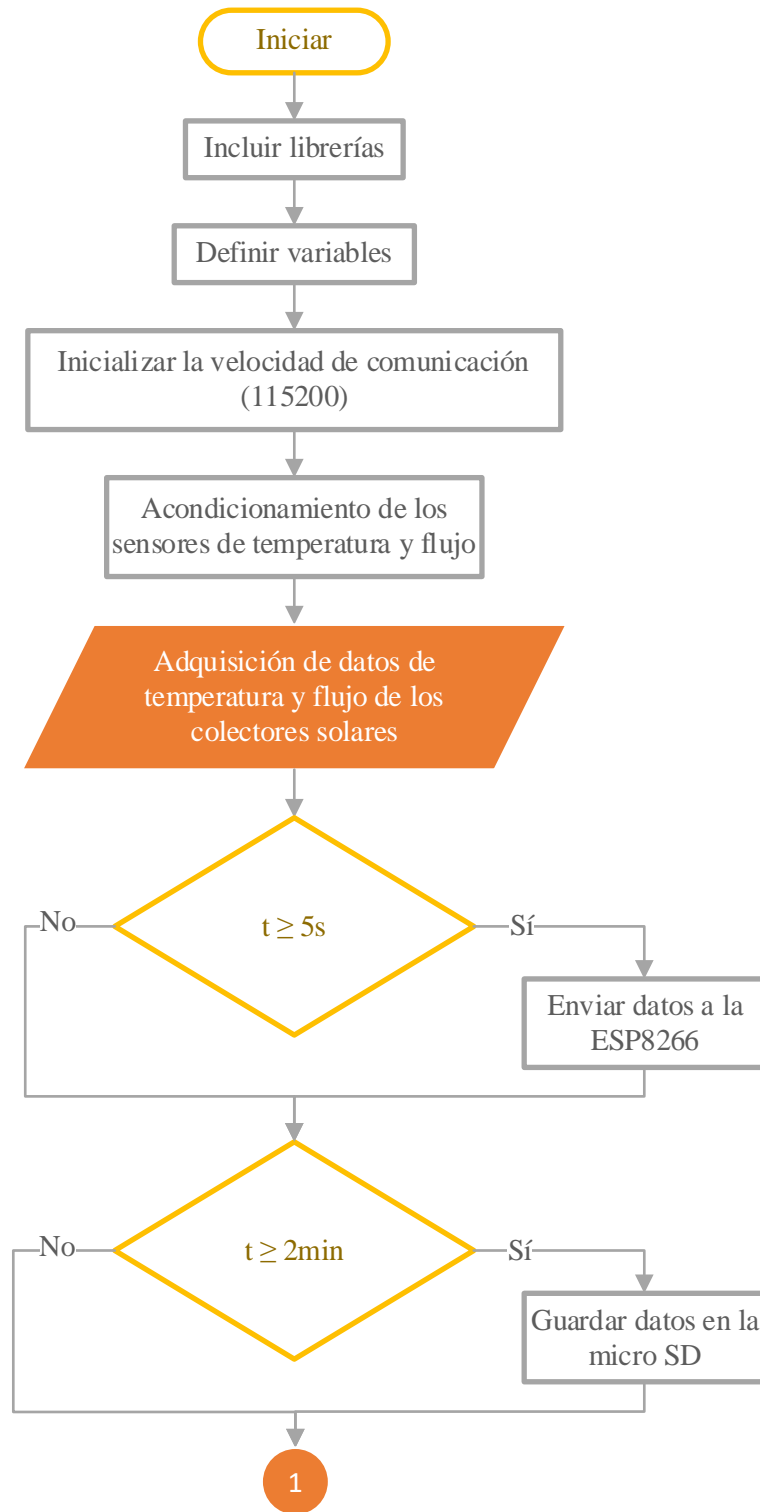 Iniciar
Incluir librerías
Definir variables
Inicializar la velocidad de comunicación
(115200)
Acondicionamiento de los
sensores de temperatura y flujo
Adquisición de datos de
temperatura y flujo de los
colectores solares
No
t ≥ 5s
Sí
Enviar datos a la
ESP8266
No
t ≥ 2min
Sí
Guardar datos en la
micro SD
1